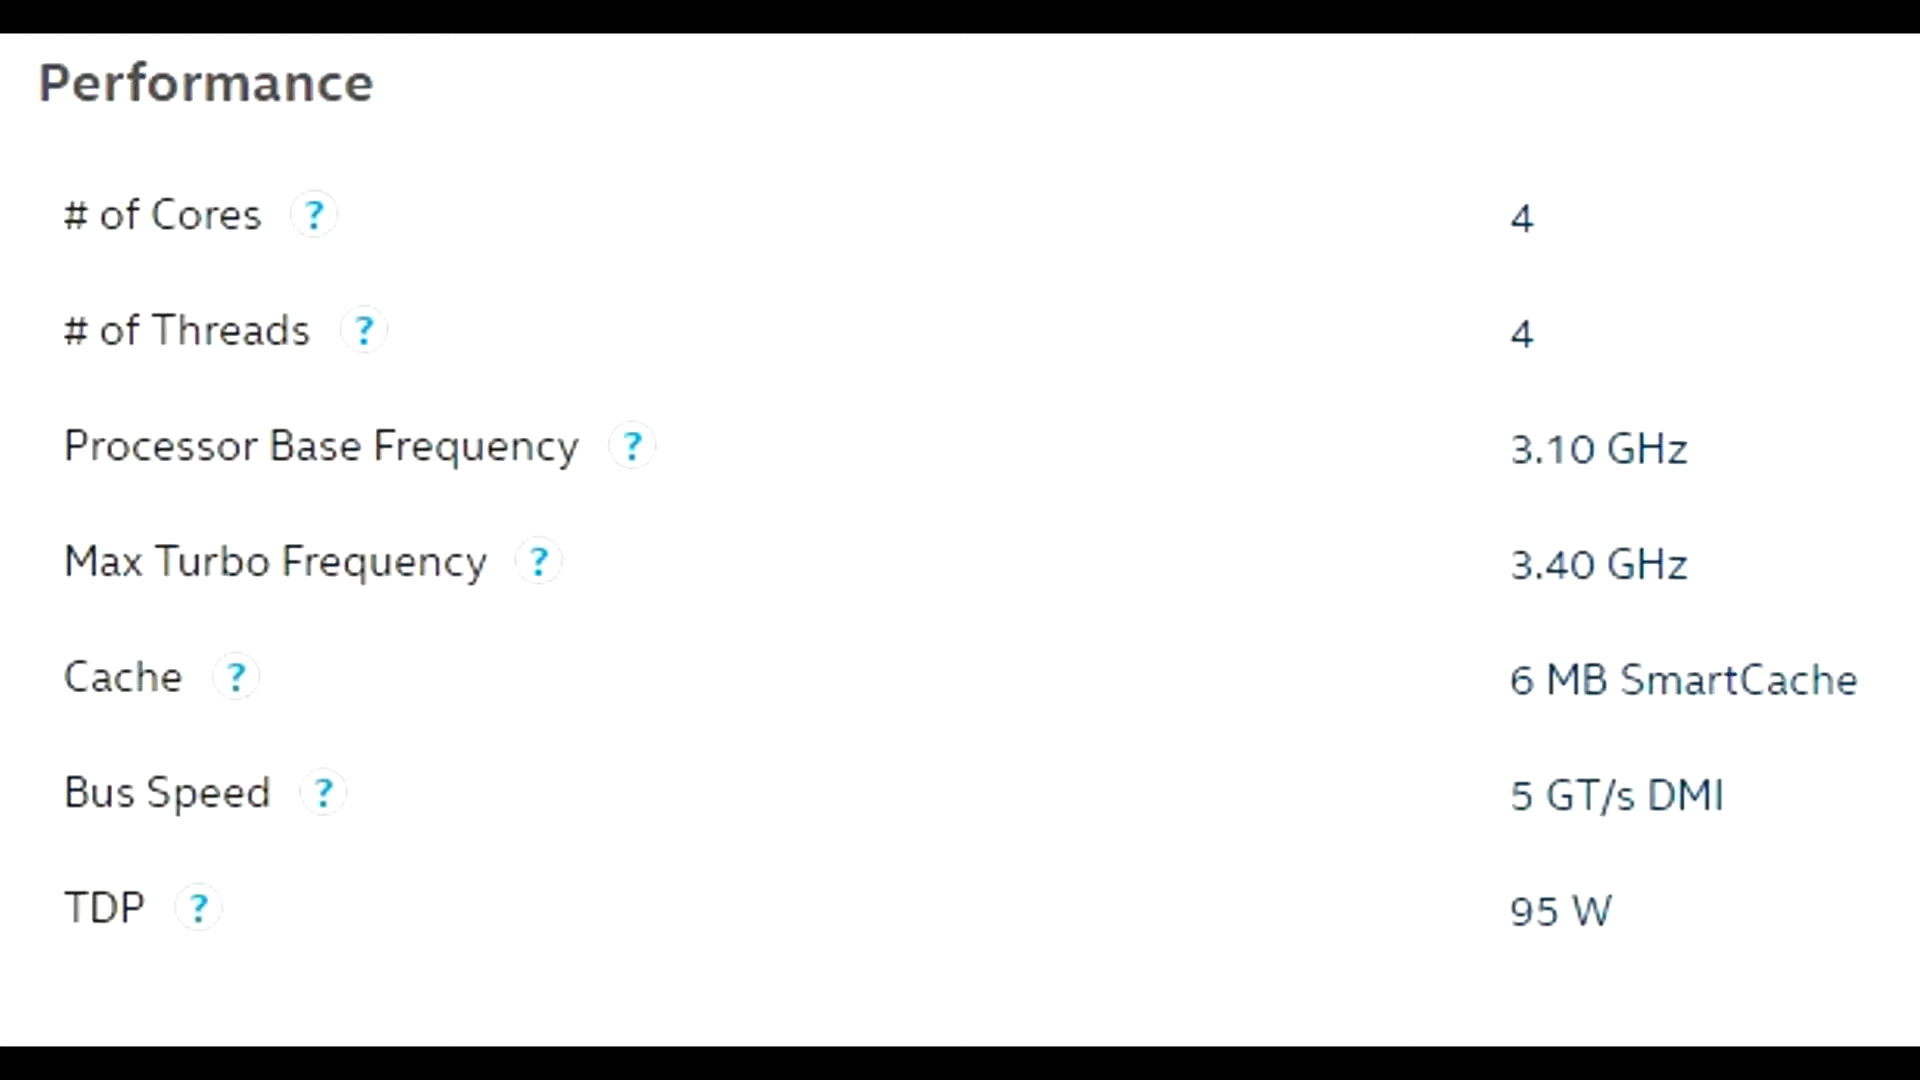 Performance
# of Cores ? 4
# of Threads ? 4
Processor Base Frequency ? 3.10 GHz
Max Turbo Frequency ? 3.40 GHz
Cache ? 6 MB SmartCache
Bus Speed ? 5 GT/s DMI
TDP ? 95 W